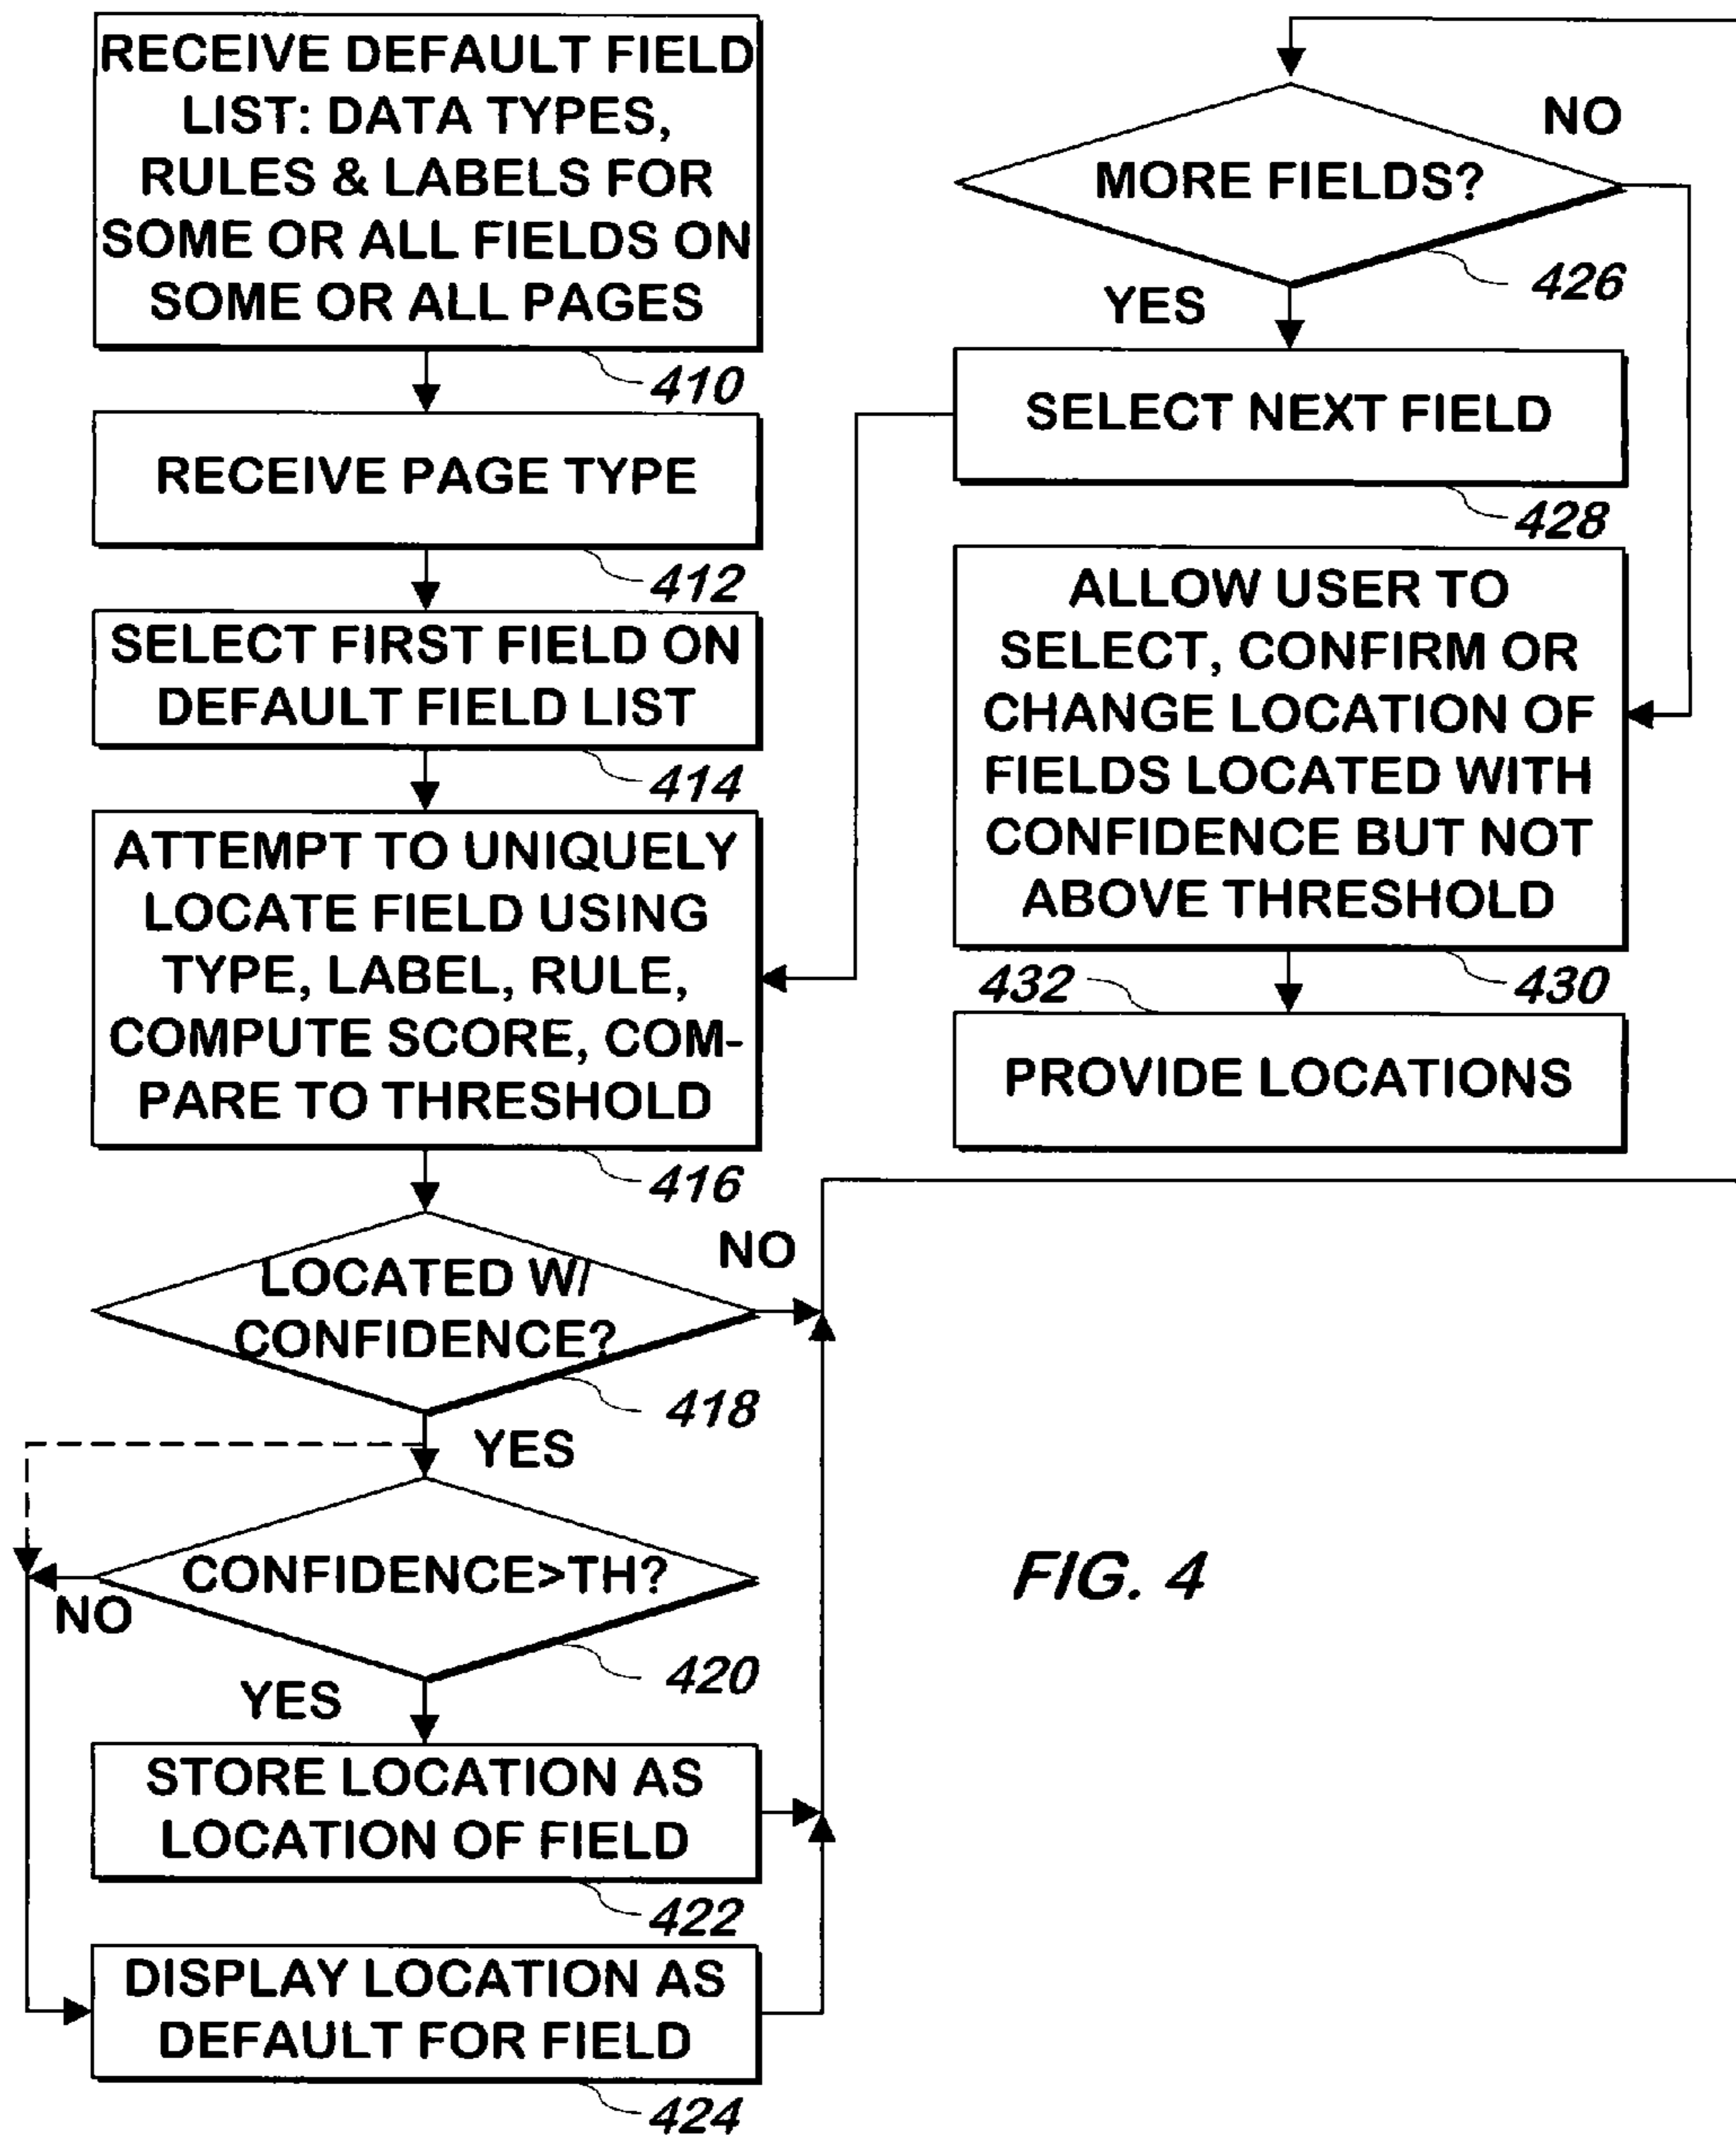 RECEIVE DEFAULT FIELD
LIST: DATA TYPES,
RULES & LABELS FOR
SOME OR ALL FIELDS ON
SOME OR ALL PAGES
410
RECEIVE PAGE TYPE
412
SELECT FIRST FIELD ON
DEFAULT FIELD LIST
414
ATTEMPT TO UNIQUELY
LOCATE FIELD USING
TYPE, LABEL, RULE,
COMPUTE SCORE, COM-
PARE TO THRESHOLD
416
LOCATED W/
CONFIDENCE?
NO
418
YES
CONFIDENCE>TH?
NO
420
YES
STORE LOCATION AS
LOCATION OF FIELD
422
DISPLAY LOCATION AS
DEFAULT FOR FIELD
424
MORE FIELDS?
NO
426
YES
SELECT NEXT FIELD
428
ALLOW USER TO
SELECT, CONFIRM OR
CHANGE LOCATION OF
FIELDS LOCATED WITH
CONFIDENCE BUT NOT
ABOVE THRESHOLD
430
432
PROVIDE LOCATIONS
FIG. 4